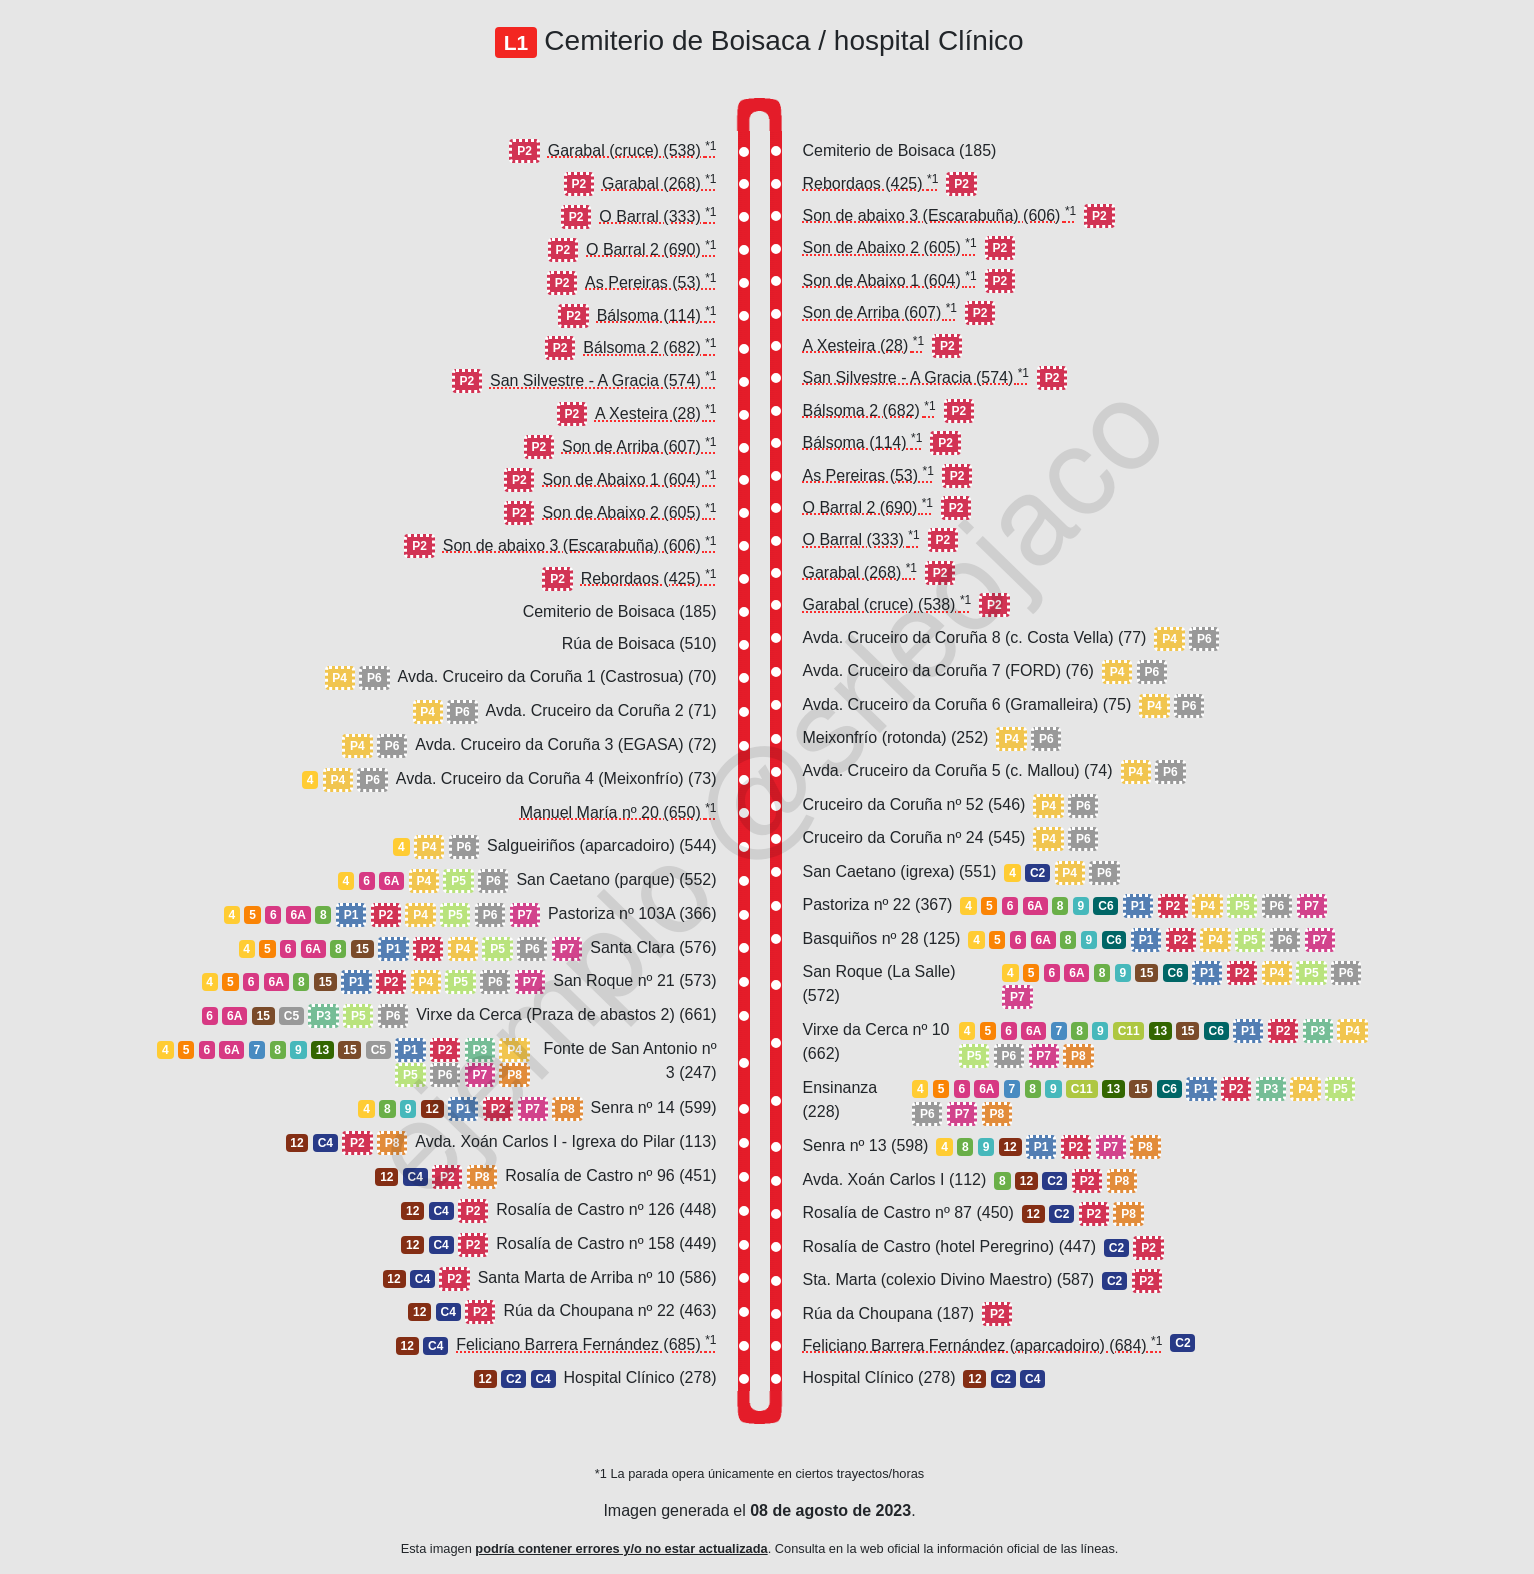 L1 Cemiterio de Boisaca / hospital Clínico
P2 Garabal (cruce) (538) *1
P2 Garabal (268) *1
P2 O Barral (333) *1
P2 O Barral 2 (690) *1
P2 As Pereiras (53) *1
P2 Bálsoma (114) *1
P2 Bálsoma 2 (682) *1
P2 San Silvestre - A Gracia (574) *1
P2 A Xesteira (28) *1
P2 Son de Arriba (607) *1
P2 Son de Abaixo 1 (604) *1
P2 Son de Abaixo 2 (605) *1
P2 Son de abaixo 3 (Escarabuña) (606) *1
P2 Rebordaos (425) *1
Cemiterio de Boisaca (185)
Rúa de Boisaca (510)
P4 P6 Avda. Cruceiro da Coruña 1 (Castrosua) (70)
P4 P6 Avda. Cruceiro da Coruña 2 (71)
P4 P6 Avda. Cruceiro da Coruña 3 (EGASA) (72)
4 P4 P6 Avda. Cruceiro da Coruña 4 (Meixonfrío) (73)
Manuel María nº 20 (650) *1
4 P4 P6 Salgueiriños (aparcadoiro) (544)
4 6 6A P4 P5 P6 San Caetano (parque) (552)
4 5 6 6A 8 P1 P2 P4 P5 P6 P7 Pastoriza nº 103A (366)
4 5 6 6A 8 15 P1 P2 P4 P5 P6 P7 Santa Clara (576)
4 5 6 6A 8 15 P1 P2 P4 P5 P6 P7 San Roque nº 21 (573)
6 6A 15 C5 P3 P5 P6 Virxe da Cerca (Praza de abastos 2) (661)
4 5 6 6A 7 8 9 13 15 C5 P1 P2 P3 P4 Fonte de San Antonio nº
P5 P6 P7 P8 3 (247)
4 8 9 12 P1 P2 P7 P8 Senra nº 14 (599)
12 C4 P2 P8 Avda. Xoán Carlos I - Igrexa do Pilar (113)
12 C4 P2 P8 Rosalía de Castro nº 96 (451)
12 C4 P2 Rosalía de Castro nº 126 (448)
12 C4 P2 Rosalía de Castro nº 158 (449)
12 C4 P2 Santa Marta de Arriba nº 10 (586)
12 C4 P2 Rúa da Choupana nº 22 (463)
12 C4 Feliciano Barrera Fernández (685) *1
12 C2 C4 Hospital Clínico (278)
Cemiterio de Boisaca (185)
Rebordaos (425) *1 P2
Son de abaixo 3 (Escarabuña) (606) *1 P2
Son de Abaixo 2 (605) *1 P2
Son de Abaixo 1 (604) *1 P2
Son de Arriba (607) *1 P2
A Xesteira (28) *1 P2
San Silvestre - A Gracia (574) *1 P2
Bálsoma 2 (682) *1 P2
Bálsoma (114) *1 P2
As Pereiras (53) *1 P2
O Barral 2 (690) *1 P2
O Barral (333) *1 P2
Garabal (268) *1 P2
Garabal (cruce) (538) *1 P2
Avda. Cruceiro da Coruña 8 (c. Costa Vella) (77) P4 P6
Avda. Cruceiro da Coruña 7 (FORD) (76) P4 P6
Avda. Cruceiro da Coruña 6 (Gramalleira) (75) P4 P6
Meixonfrío (rotonda) (252) P4 P6
Avda. Cruceiro da Coruña 5 (c. Mallou) (74) P4 P6
Cruceiro da Coruña nº 52 (546) P4 P6
Cruceiro da Coruña nº 24 (545) P4 P6
San Caetano (igrexa) (551) 4 C2 P4 P6
Pastoriza nº 22 (367) 4 5 6 6A 8 9 C6 P1 P2 P4 P5 P6 P7
Basquiños nº 28 (125) 4 5 6 6A 8 9 C6 P1 P2 P4 P5 P6 P7
San Roque (La Salle) 4 5 6 6A 8 9 15 C6 P1 P2 P4 P5 P6
(572) P7
Virxe da Cerca nº 10 4 5 6 6A 7 8 9 C11 13 15 C6 P1 P2 P3 P4
(662) P5 P6 P7 P8
Ensinanza 4 5 6 6A 7 8 9 C11 13 15 C6 P1 P2 P3 P4 P5
(228) P6 P7 P8
Senra nº 13 (598) 4 8 9 12 P1 P2 P7 P8
Avda. Xoán Carlos I (112) 8 12 C2 P2 P8
Rosalía de Castro nº 87 (450) 12 C2 P2 P8
Rosalía de Castro (hotel Peregrino) (447) C2 P2
Sta. Marta (colexio Divino Maestro) (587) C2 P2
Rúa da Choupana (187) P2
Feliciano Barrera Fernández (aparcadoiro) (684) *1 C2
Hospital Clínico (278) 12 C2 C4
ejemplo @srleojaco
*1 La parada opera únicamente en ciertos trayectos/horas
Imagen generada el 08 de agosto de 2023.
Esta imagen podría contener errores y/o no estar actualizada. Consulta en la web oficial la información oficial de las líneas.